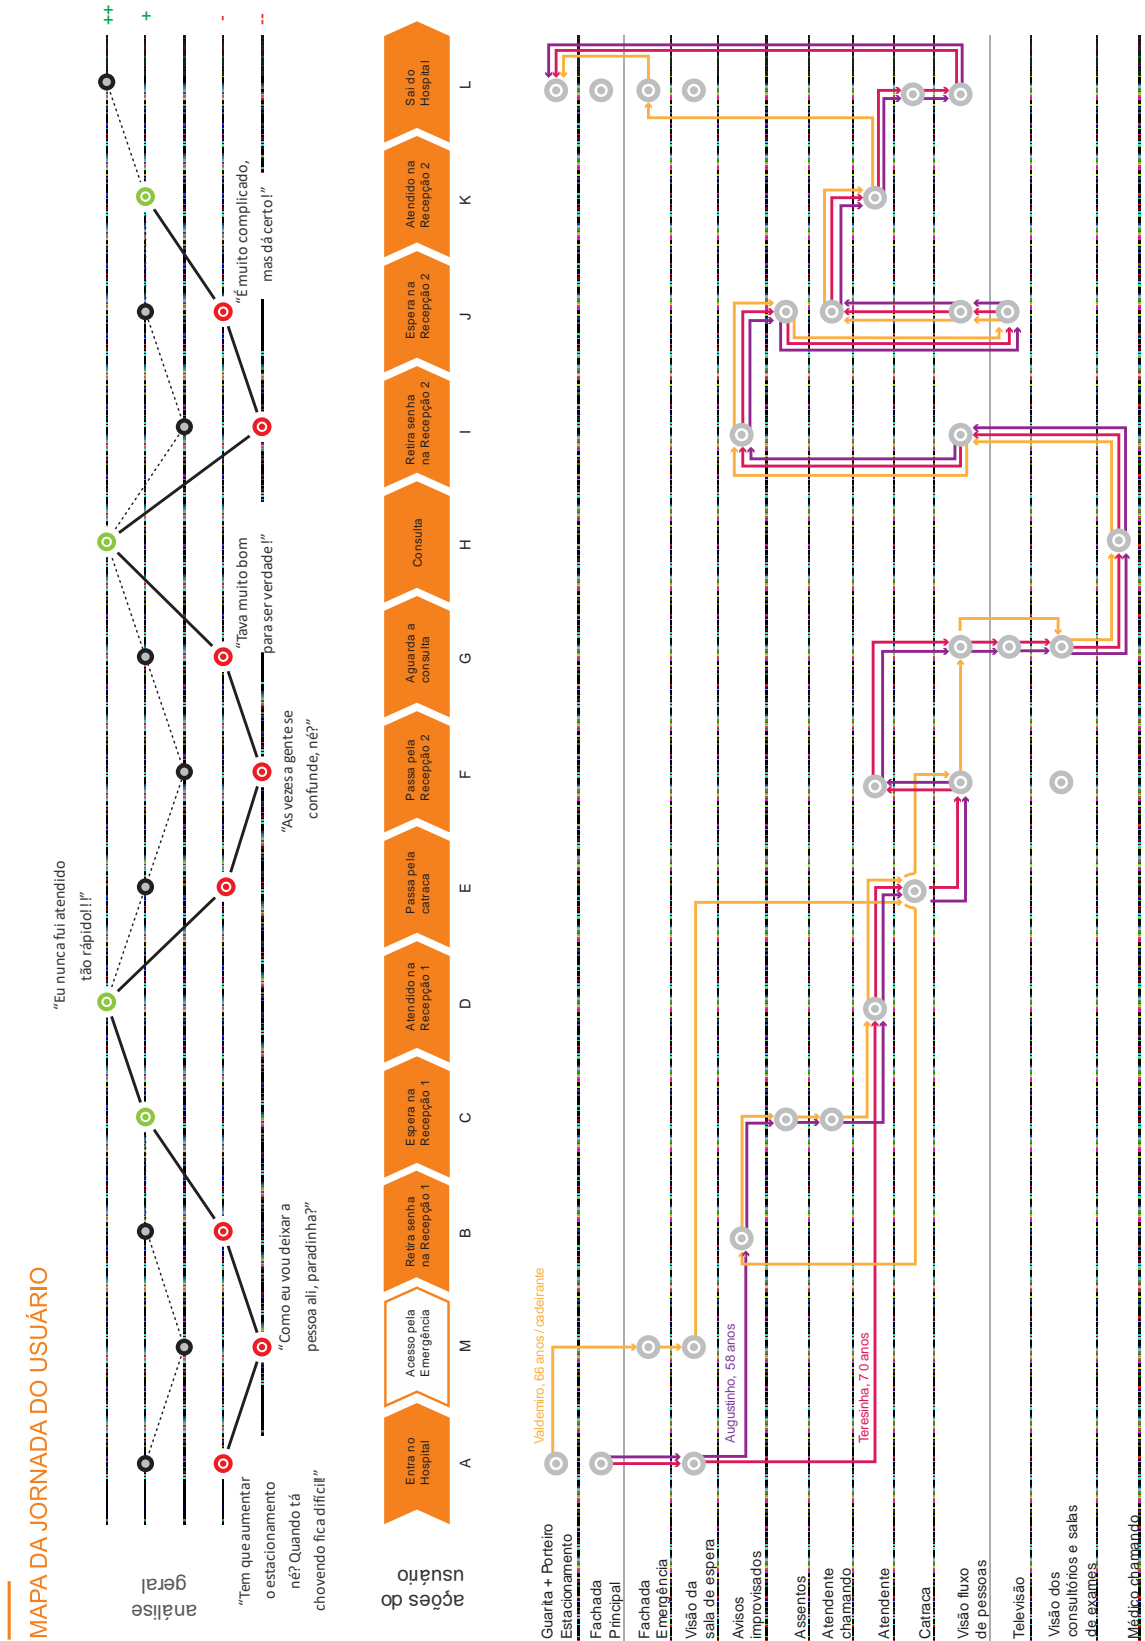 MAPA DA JORNADA DO USUÁRIO
++
+
-
--
análise
geral
“Tem que aumentar
o estacionamento
né? Quando tá
chovendo fica difícil!”
“Como eu vou deixar a
pessoa ali, paradinha?”
“Eu nunca fui atendido
tão rápido!!!”
“As vezes a gente se
confunde, né?”
“Tava muito bom
para ser verdade!”
“É muito complicado,
mas dá certo!”
ações do
usuário
Entra no
Hospital
A
Acesso pela
Emergência
M
Retira senha
na Recepção 1
B
Espera na
Recepção 1
C
Atendido na
Recepção 1
D
Passa pela
catraca
E
Passa pela
Recepção 2
F
Aguarda a
consulta
G
Consulta
H
Retira senha
na Recepção 2
I
Espera na
Recepção 2
J
Atendido na
Recepção 2
K
Sai do
Hospital
L
Guarita + Porteiro
Estacionamento
Fachada
Principal
Fachada
Emergência
Visão da
sala de espera
Avisos
improvisados
Assentos
Atendente
chamando
Atendente
Catraca
Visão fluxo
de pessoas
Televisão
Visão dos
consultórios e salas
de exames
Médico chamando
Valdemiro, 66 anos / cadeirante
Augustinho, 58 anos
Teresinha, 7 0 anos